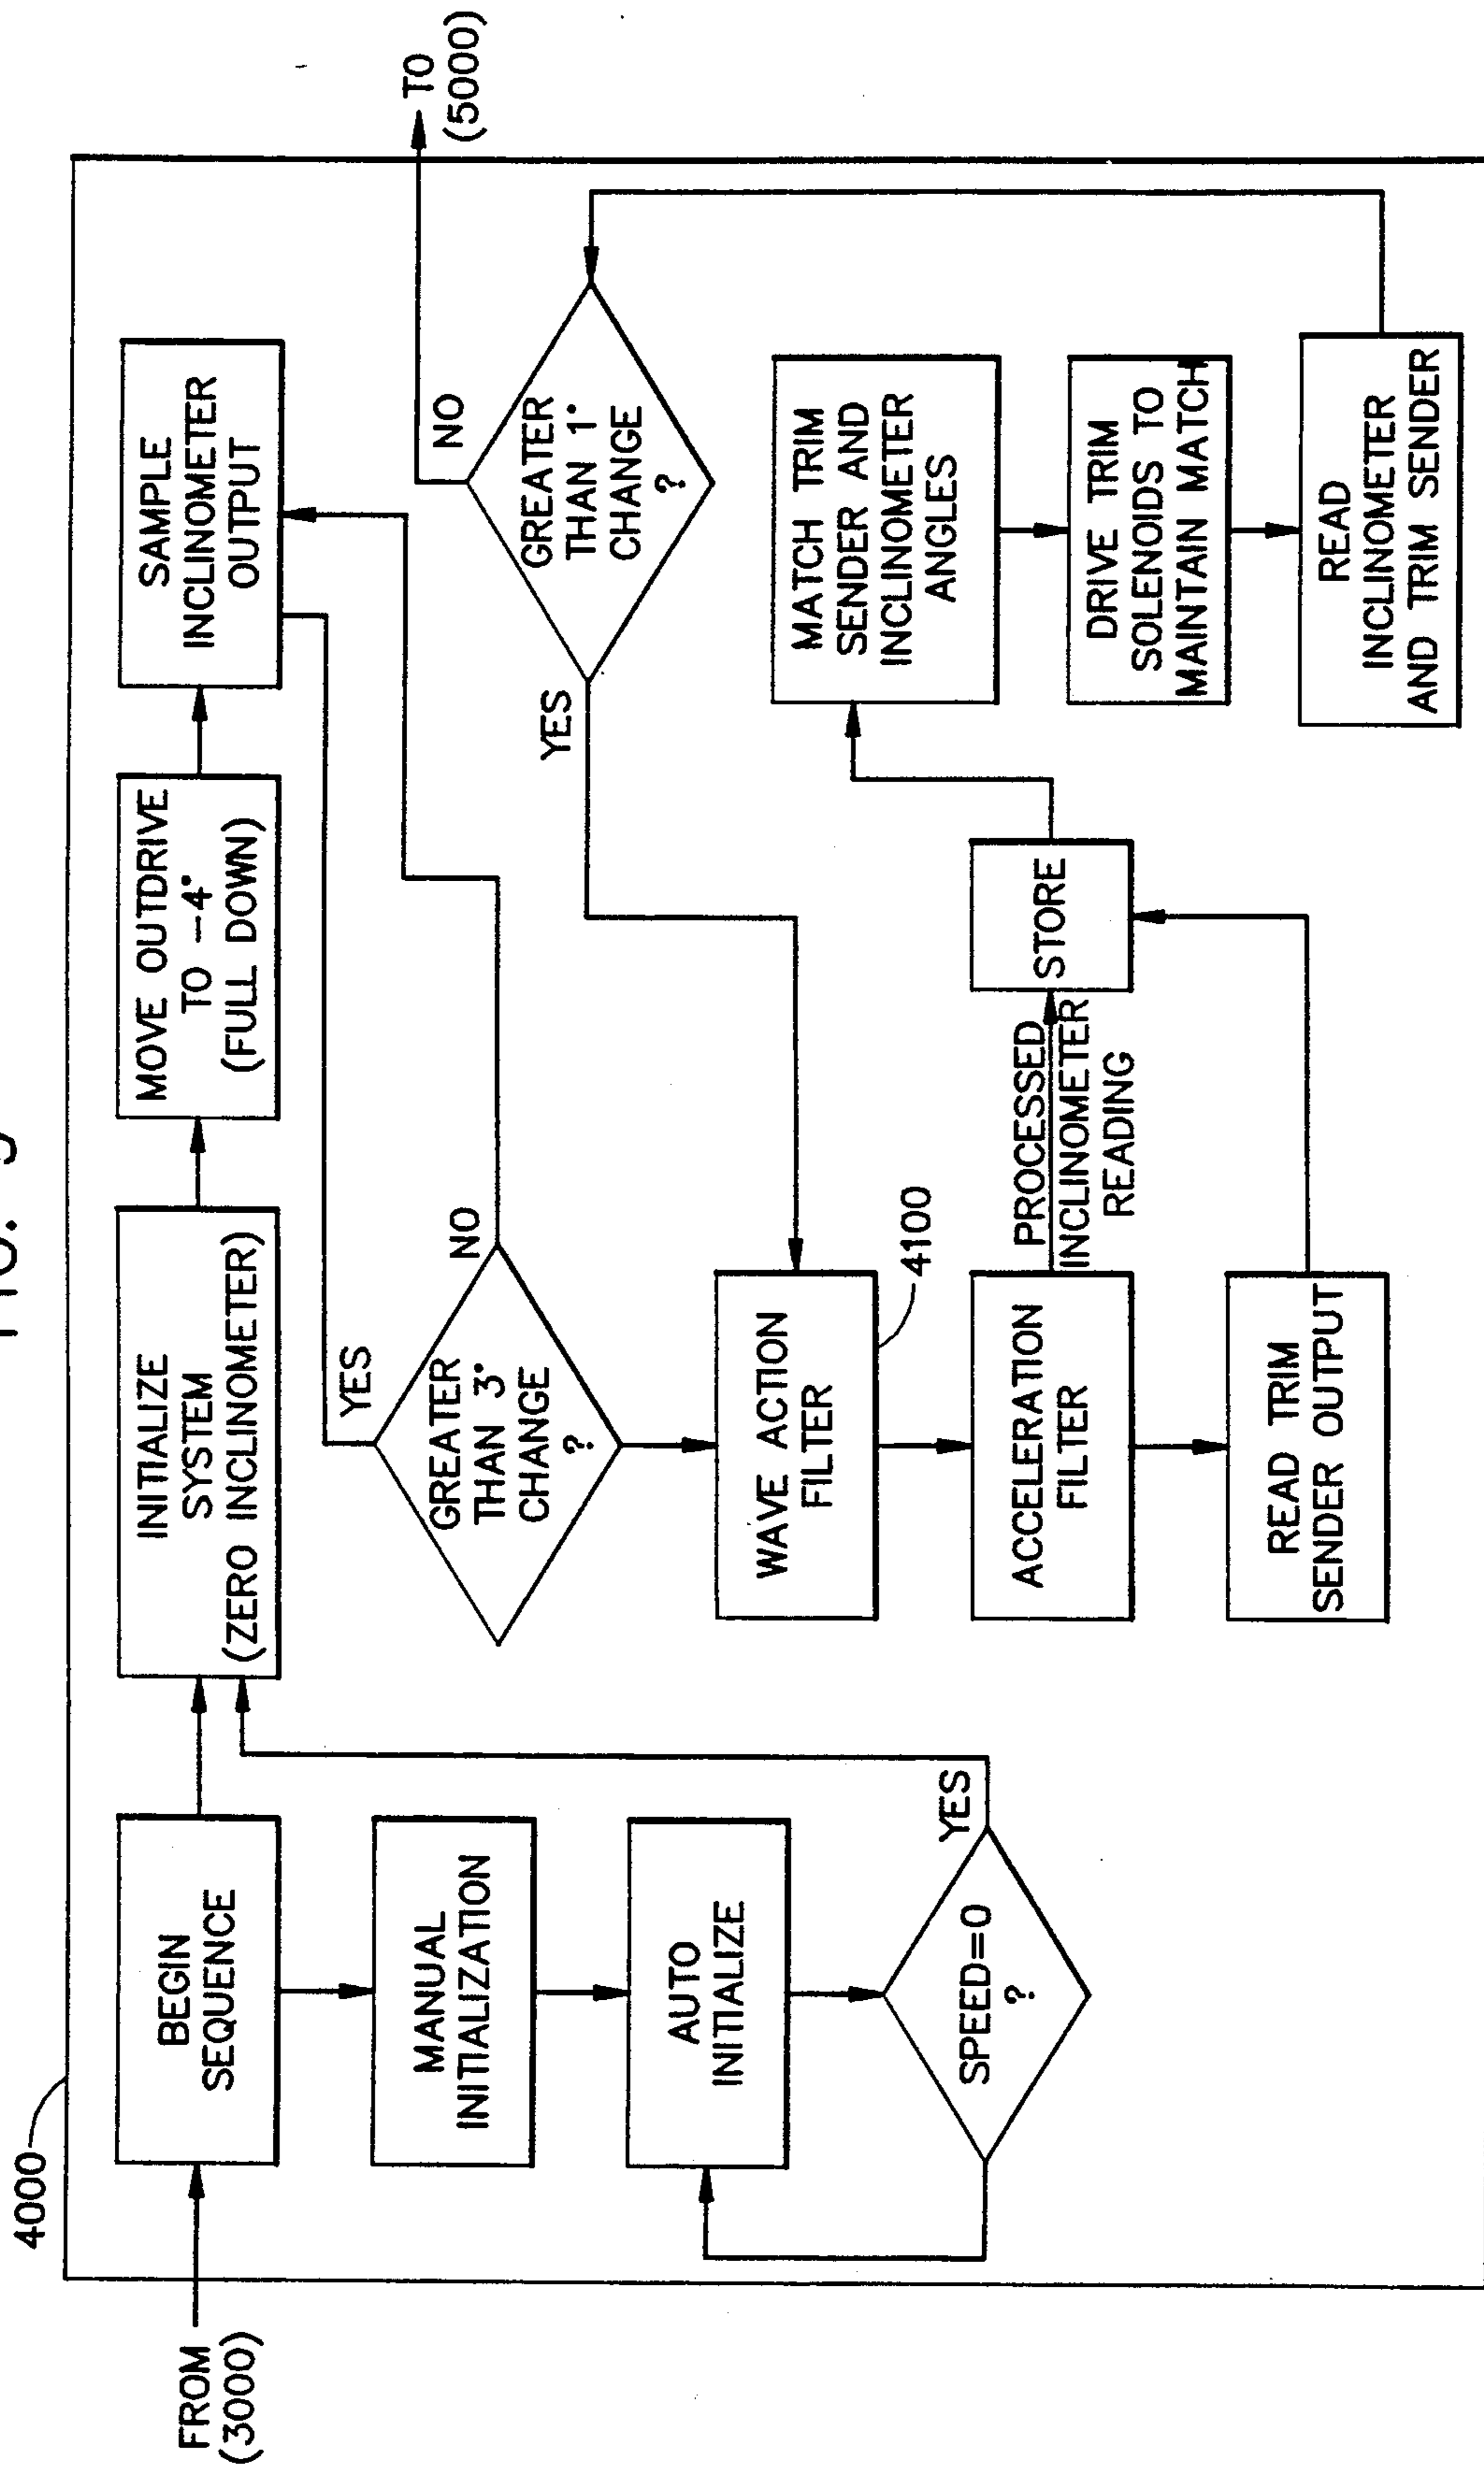 4000
FROM
(3000)
BEGIN
SEQUENCE
INITIALIZE
SYSTEM
(ZERO INCLINOMETER)
MOVE OUTDRIVE
TO -4°
(FULL DOWN)
SAMPLE
INCLINOMETER
OUTPUT
TO
(5000)
MANUAL
INITIALIZATION
AUTO
INITIALIZE
SPEED=0
?
YES
YES
GREATER
THAN 3°
CHANGE
?
NO
WAVE ACTION
FILTER
4100
ACCELERATION
FILTER
PROCESSED
INCLINOMETER
READING
READ TRIM
SENDER OUTPUT
STORE
YES
GREATER
THAN 1°
CHANGE
?
NO
MATCH TRIM
SENDER AND
INCLINOMETER
ANGLES
DRIVE TRIM
SOLENOIDS TO
MAINTAIN MATCH
READ
INCLINOMETER
AND TRIM SENDER